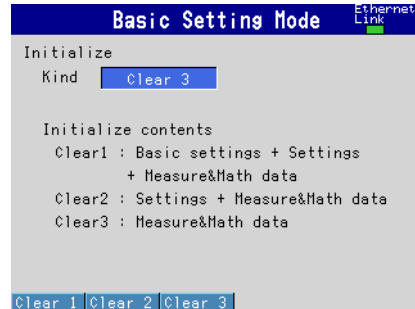 Basic Setting Mode
Ethernet
Link
Initialize
Kind Clear 3
Initialize contents
Clear1 : Basic settings + Settings
+ Measure&Math data
Clear2 : Settings + Measure&Math data
Clear3 : Measure&Math data
Clear 1 Clear 2 Clear 3